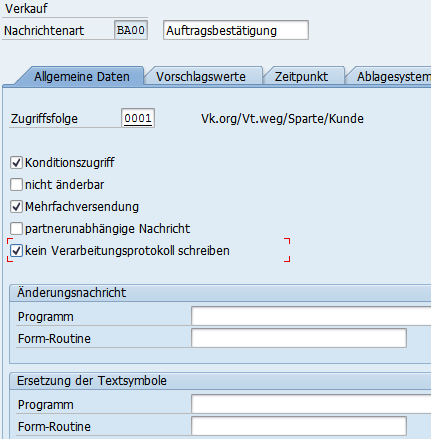 Verkauf
Nachrichtenart BA00 Auftragsbestätigung
Allgemeine Daten Vorschlagswerte Zeitpunkt Ablagesystem
Zugriffsfolge 0001 Vk.org/Vt.weg/Sparte/Kunde
Konditionszugriff
nicht änderbar
Mehrfachversendung
partnerunabhängige Nachricht
kein Verarbeitungsprotokoll schreiben
Änderungsnachricht
Programm
Form-Routine
Ersetzung der Textsymbole
Programm
Form-Routine